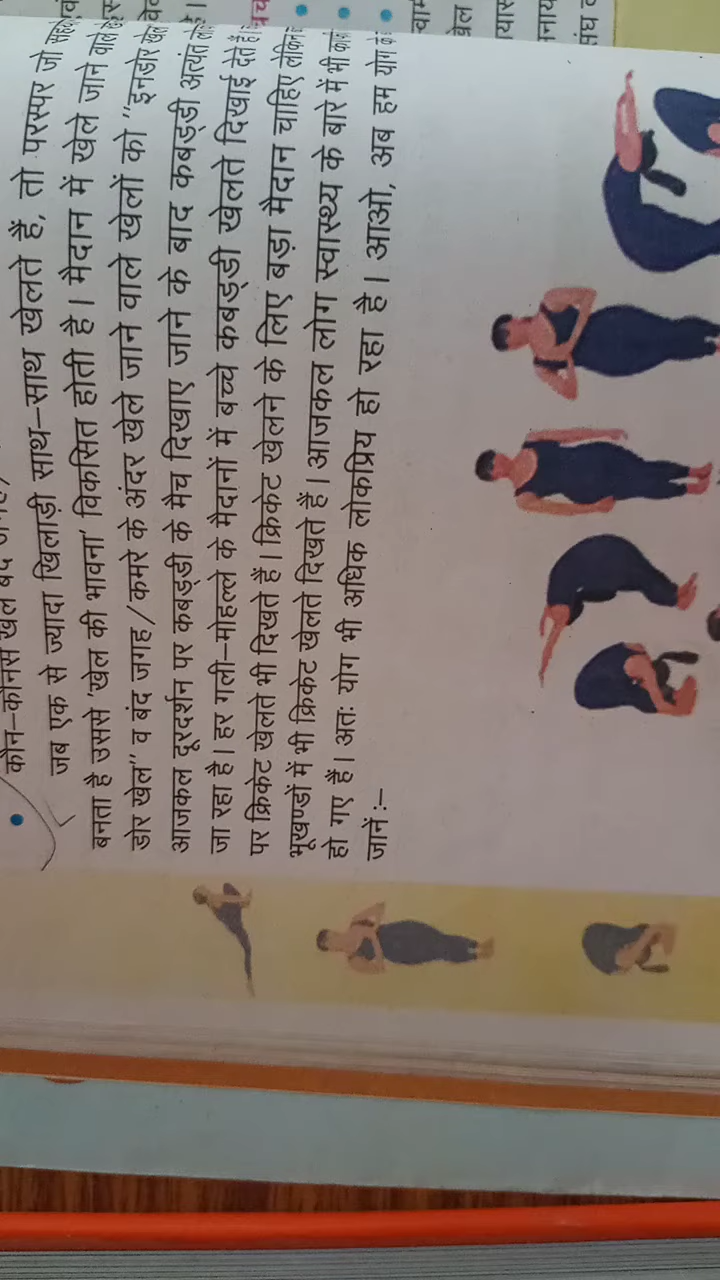 कौन–कौनसे खेल बंद
जब एक से ज्यादा खिलाड़ी साथ–साथ खेलते हैं, तो परस्पर जो
बनता है उससे 'खेल की भावना' विकसित होती है। मैदान में खेले जाने वाले
डोर खेल" व बंद जगह/कमरे के अंदर खेले जाने वाले खेलों को "इनडोर खेल
आजकल दूरदर्शन पर कबड्डी के मैच दिखाए जाने के बाद कबड्डी अत्यंत
जा रहा है। हर गली–मोहल्ले के मैदानों में बच्चे कबड्डी खेलते दिखाई देते हैं।
पर क्रिकेट खेलते भी दिखते हैं। क्रिकेट खेलने के लिए बड़ा मैदान चाहिए
भूखण्डों में भी क्रिकेट खेलते दिखते हैं। आजकल लोग स्वास्थ्य के बारे में भी
हो गए हैं। अतः योग भी अधिक लोकप्रिय हो रहा है। आओ, अब हम योग
जानें :–